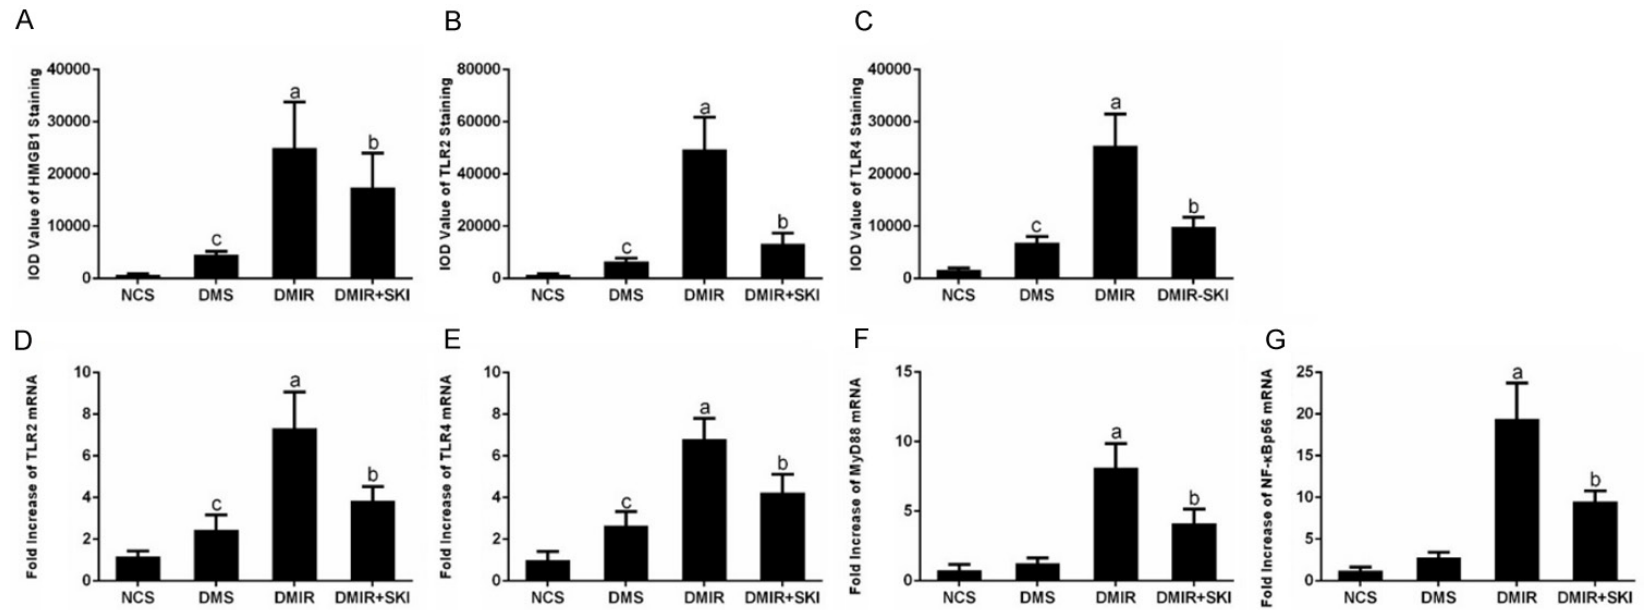 A
B
C
IOD Value of HMGB1 Staining
40000
30000
20000
10000
0
a
b
c
NCS
DMS
DMIR
DMIR+SKI
IOD Value of TLR2 Staining
80000
60000
40000
20000
0
a
b
c
NCS
DMS
DMIR
DMIR+SKI
IOD Value of TLR4 Staining
40000
30000
20000
10000
0
a
b
c
NCS
DMS
DMIR
DMIR-SKI
D
E
F
G
Fold Increase of TLR2 mRNA
10
8
6
4
2
0
a
b
c
NCS
DMS
DMIR
DMIR+SKI
Fold Increase of TLR4 mRNA
10
8
6
4
2
0
a
b
c
NCS
DMS
DMIR
DMIR+SKI
Fold Increase of MyD88 mRNA
15
10
5
0
a
b
NCS
DMS
DMIR
DMIR+SKI
Fold Increase of NF-κBp56 mRNA
25
20
15
10
5
0
a
b
NCS
DMS
DMIR
DMIR+SKI